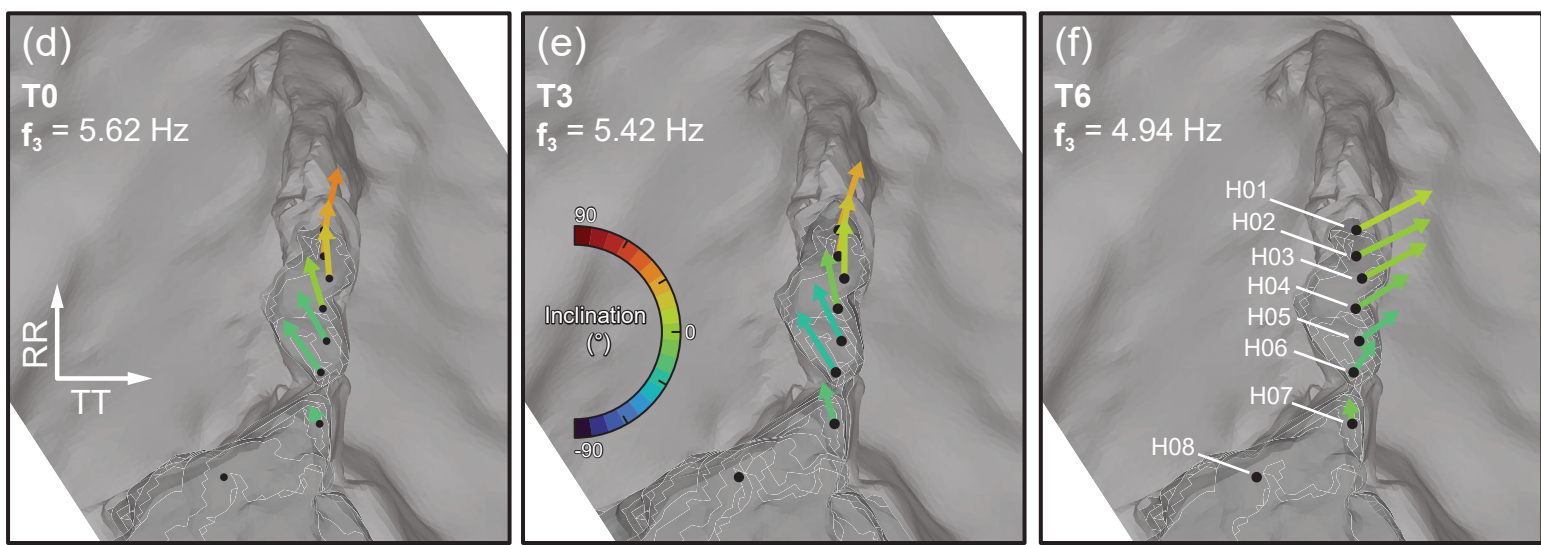 (d)
T0
f₃ = 5.62 Hz
RR
TT
(e)
T3
f₃ = 5.42 Hz
90
Inclination
(°)
0
-90
(f)
T6
f₃ = 4.94 Hz
H01
H02
H03
H04
H05
H06
H07
H08